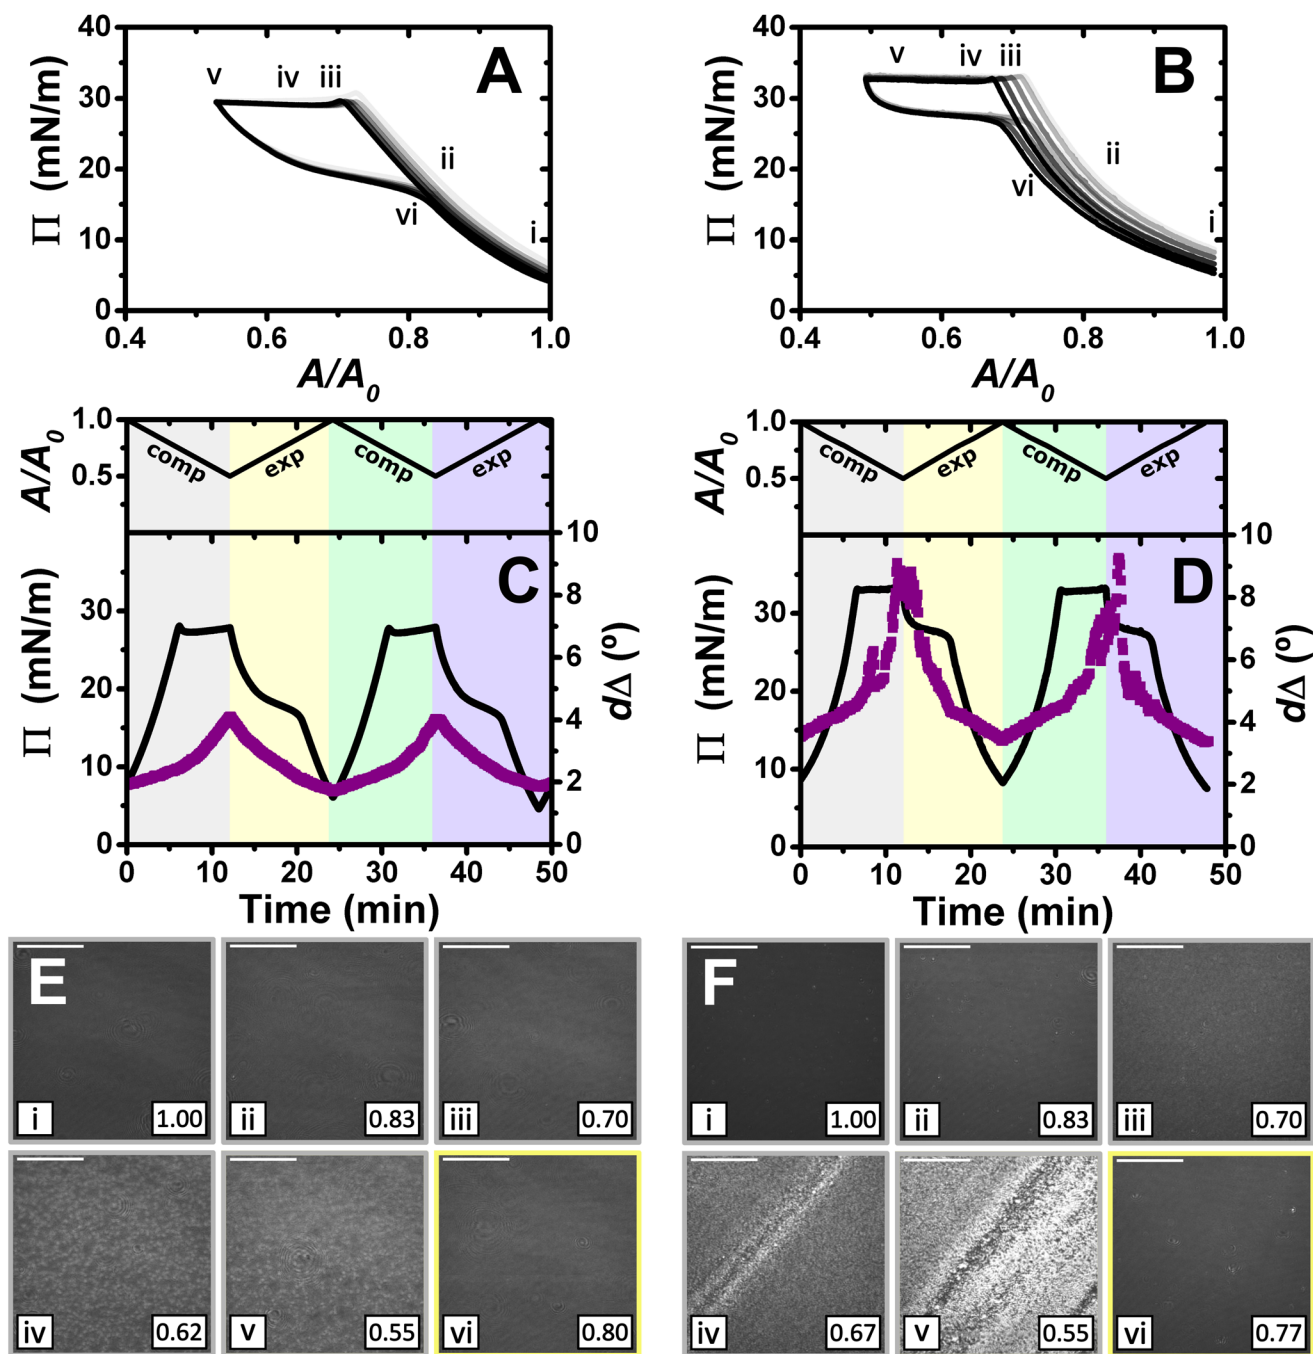 A
40
30
20
10
0
Π (mN/m)
v iv iii
ii
vi
i
0.4 0.6 0.8 1.0
A/A0
B
40
30
20
10
0
Π (mN/m)
v iv iii
ii
vi
i
0.4 0.6 0.8 1.0
A/A0
1.0
0.5
A/A0
comp exp comp exp
C
30
20
10
0
Π (mN/m)
10
8
6
4
2
0
dΔ (º)
0 10 20 30 40 50
Time (min)
1.0
0.5
A/A0
comp exp comp exp
D
30
20
10
0
Π (mN/m)
10
8
6
4
2
0
dΔ (º)
0 10 20 30 40 50
Time (min)
E
i 1.00
ii 0.83
iii 0.70
iv 0.62
v 0.55
vi 0.80
F
i 1.00
ii 0.83
iii 0.70
iv 0.67
v 0.55
vi 0.77